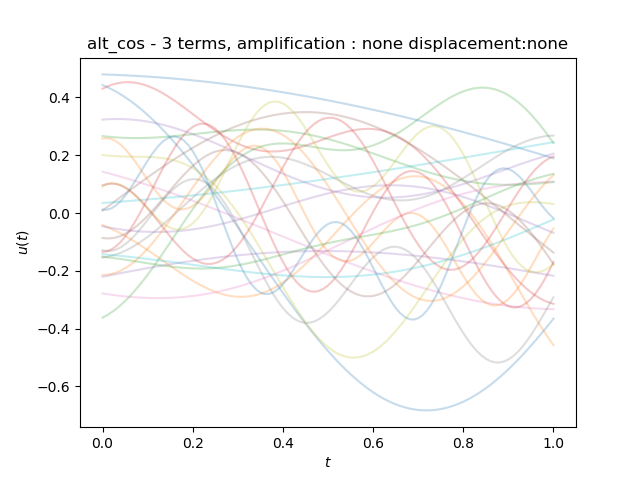 alt_cos - 3 terms, amplification : none displacement:none
0.4
0.2
0.0
−0.2
−0.4
−0.6
u(t)
0.0 0.2 0.4 0.6 0.8 1.0
t